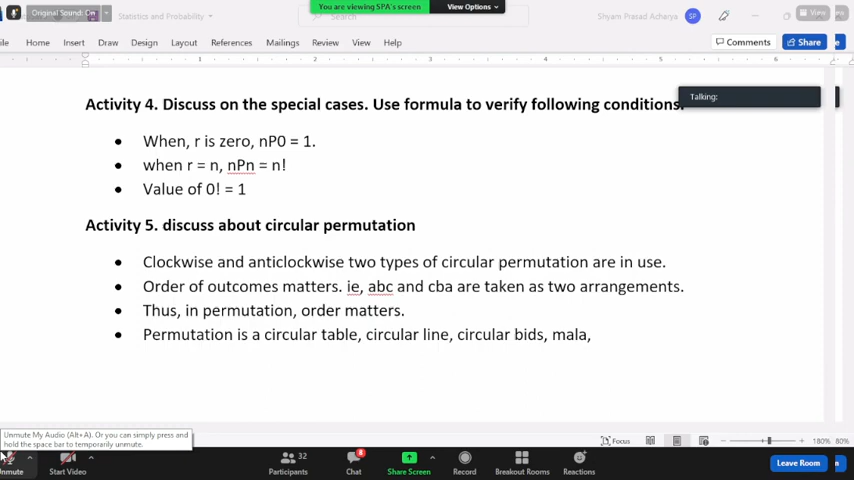 Original Sound: On
Statistics and Probability
You are viewing SPA's screen
View Options
Search
Shyam Prasad Acharya
SP
View
ile Home Insert Draw Design Layout References Mailings Review View Help
Comments
Share
1 2 3 4 5 6
Talking:
Activity 4. Discuss on the special cases. Use formula to verify following conditions.
• When, r is zero, nP0 = 1.
• when r = n, nPn = n!
• Value of 0! = 1
Activity 5. discuss about circular permutation
• Clockwise and anticlockwise two types of circular permutation are in use.
• Order of outcomes matters. ie, abc and cba are taken as two arrangements.
• Thus, in permutation, order matters.
• Permutation is a circular table, circular line, circular bids, mala,
Unmute My Audio (Alt+A). Or you can simply press and
hold the space bar to temporarily unmute.
Focus
180% 80%
32
8
Unmute
Start Video
Participants
Chat
Share Screen
Record
Breakout Rooms
Reactions
Leave Room